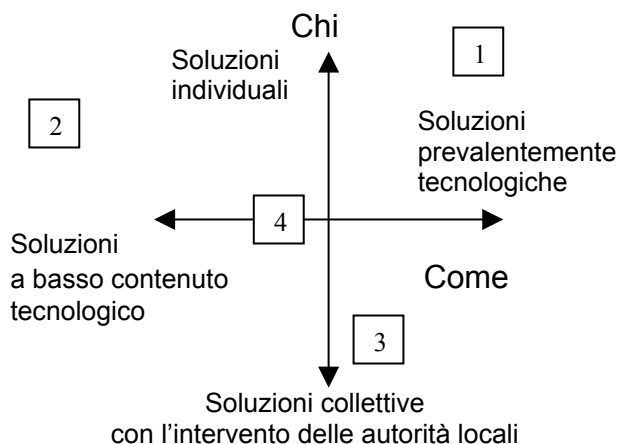 Chi
1
Soluzioni
individuali
2
Soluzioni
prevalentemente
tecnologiche
4
Soluzioni
a basso contenuto
tecnologico
Come
3
Soluzioni collettive
con l’intervento delle autorità locali